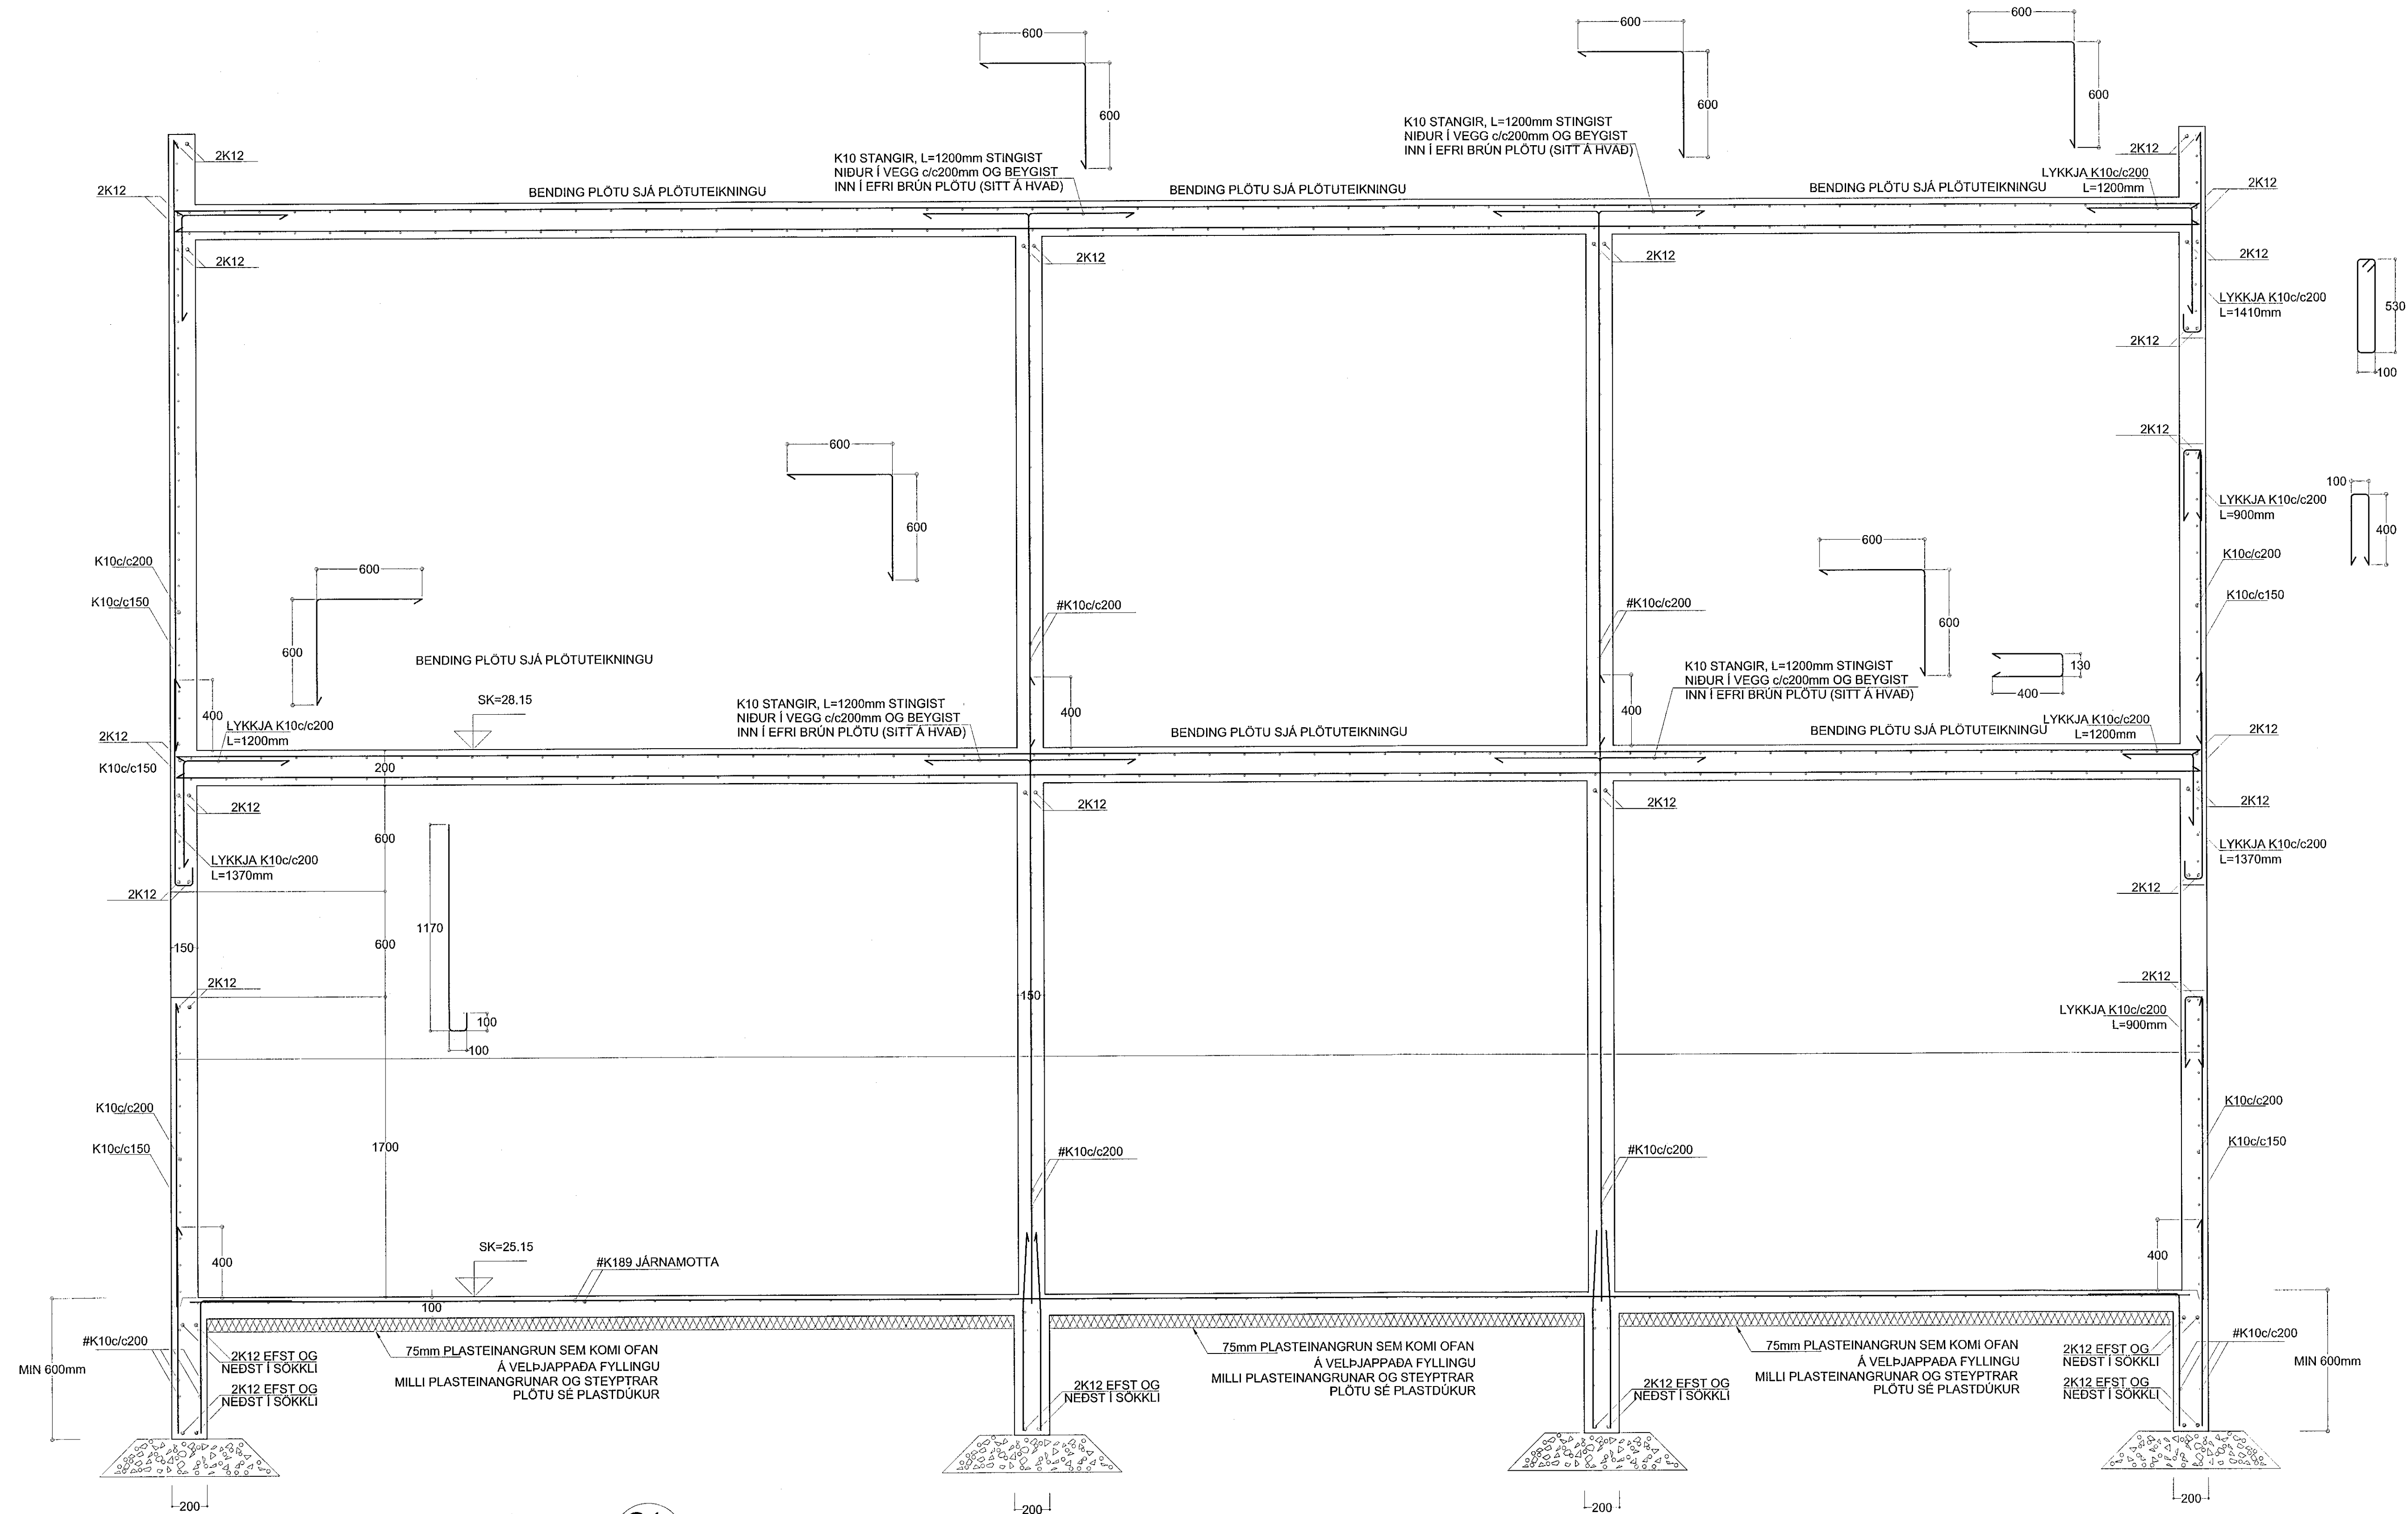 600
600
600
600
600
600
2K12
K10 STANGIR, L=1200mm STINGIST
NIÐUR Í VEGG c/c200mm OG BEYGIST
INN Í EFRI BRÚN PLÖTU (SITT Á HVAÐ)
K10 STANGIR, L=1200mm STINGIST
NIÐUR Í VEGG c/c200mm OG BEYGIST
INN Í EFRI BRÚN PLÖTU (SITT Á HVAÐ)
2K12
LYKKJA K10c/c200
L=1200mm
2K12
2K12
BENDING PLÖTU SJÁ PLÖTUTEIKNINGU
BENDING PLÖTU SJÁ PLÖTUTEIKNINGU
BENDING PLÖTU SJÁ PLÖTUTEIKNINGU
2K12
2K12
2K12
2K12
LYKKJA K10c/c200
L=1410mm
2K12
530
100
2K12
600
600
LYKKJA K10c/c200
L=900mm
100
400
K10c/c200
K10c/c150
600
600
#K10c/c200
#K10c/c200
600
600
K10c/c200
K10c/c150
BENDING PLÖTU SJÁ PLÖTUTEIKNINGU
K10 STANGIR, L=1200mm STINGIST
NIÐUR Í VEGG c/c200mm OG BEYGIST
INN Í EFRI BRÚN PLÖTU (SITT Á HVAÐ)
130
400
400
SK=28.15
K10 STANGIR, L=1200mm STINGIST
NIÐUR Í VEGG c/c200mm OG BEYGIST
INN Í EFRI BRÚN PLÖTU (SITT Á HVAÐ)
400
400
LYKKJA K10c/c200
L=1200mm
BENDING PLÖTU SJÁ PLÖTUTEIKNINGU
BENDING PLÖTU SJÁ PLÖTUTEIKNINGU
LYKKJA K10c/c200
L=1200mm
2K12
K10c/c150
2K12
200
2K12
2K12
2K12
2K12
600
LYKKJA K10c/c200
L=1370mm
LYKKJA K10c/c200
L=1370mm
2K12
2K12
1170
150
600
2K12
100
100
150
2K12
LYKKJA K10c/c200
L=900mm
K10c/c200
K10c/c150
1700
#K10c/c200
#K10c/c200
K10c/c200
K10c/c150
400
SK=25.15
#K189 JÁRNAMOTTA
400
100
#K10c/c200
MIN 600mm
2K12 EFST OG
NEÐST Í SÖKKLI
2K12 EFST OG
NEÐST Í SÖKKLI
75mm PLASTEINANGRUN SEM KOMI OFAN
Á VELÞJAPPAÐA FYLLINGU
MILLI PLASTEINANGRUNAR OG STEYPTRAR
PLÖTU SÉ PLASTDÚKUR
2K12 EFST OG
NEÐST Í SÖKKLI
75mm PLASTEINANGRUN SEM KOMI OFAN
Á VELÞJAPPAÐA FYLLINGU
MILLI PLASTEINANGRUNAR OG STEYPTRAR
PLÖTU SÉ PLASTDÚKUR
2K12 EFST OG
NEÐST Í SÖKKLI
75mm PLASTEINANGRUN SEM KOMI OFAN
Á VELÞJAPPAÐA FYLLINGU
MILLI PLASTEINANGRUNAR OG STEYPTRAR
PLÖTU SÉ PLASTDÚKUR
2K12 EFST OG
NEÐST Í SÖKKLI
2K12 EFST OG
NEÐST Í SÖKKLI
#K10c/c200
MIN 600mm
200
200
200
200